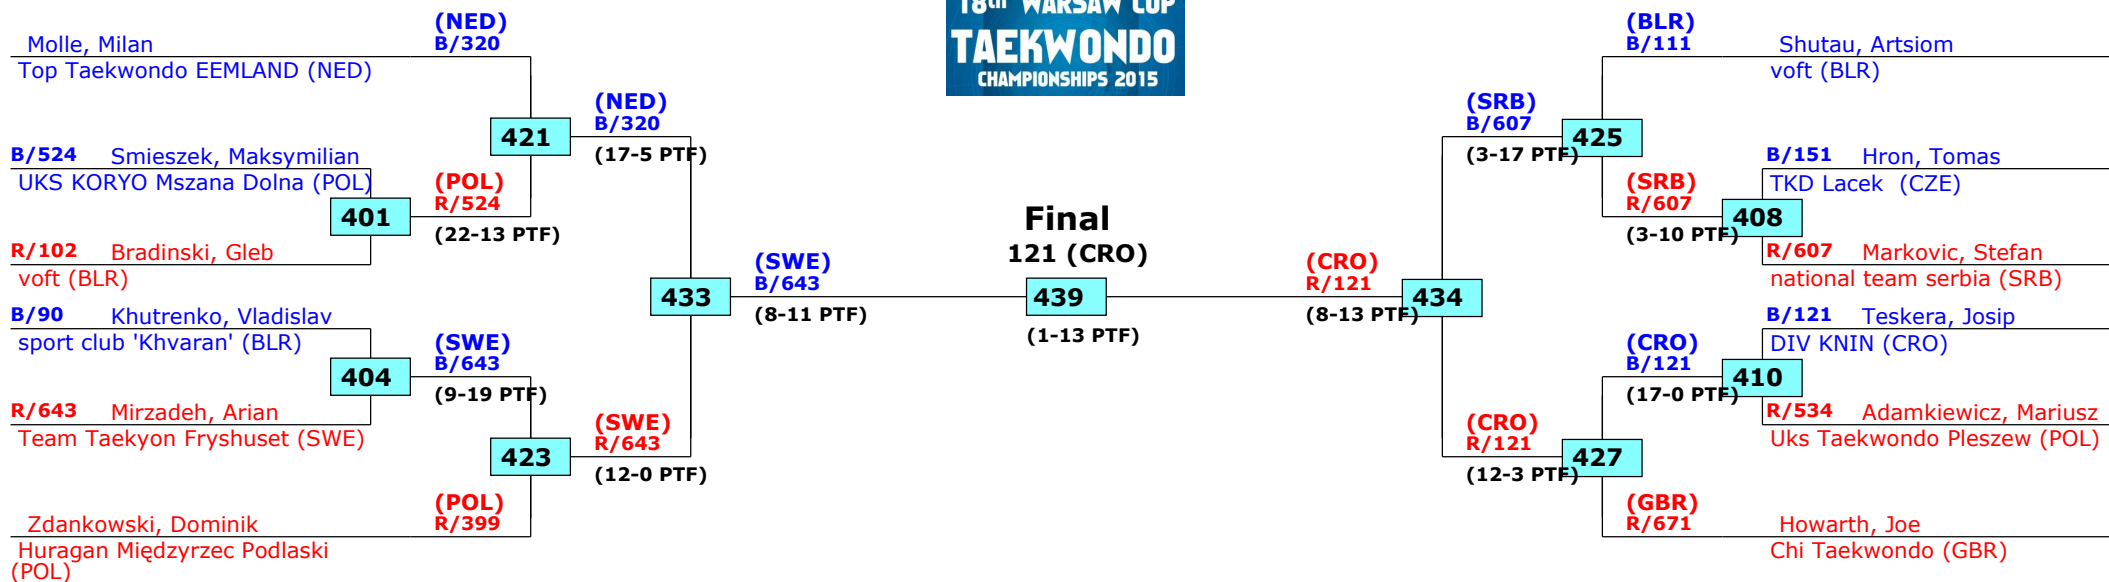 18th WARSAW CUP
TAEKWONDO
CHAMPIONSHIPS 2015
Molle, Milan
Top Taekwondo EEMLAND (NED)
(NED)
B/320
B/524 Smieszek, Maksymilian
UKS KORYO Mszana Dolna (POL)
401
R/102 Bradinski, Gleb
voft (BLR)
(POL)
R/524
(22-13 PTF)
421
(NED)
B/320
(17-5 PTF)
B/90 Khutrenko, Vladislav
sport club 'Khvaran' (BLR)
404
R/643 Mirzadeh, Arian
Team Taekyon Fryshuset (SWE)
(SWE)
B/643
(9-19 PTF)
423
(SWE)
R/643
(12-0 PTF)
Zdankowski, Dominik
Huragan Międzyrzec Podlaski
(POL)
(POL)
R/399
433
(SWE)
B/643
(8-11 PTF)
Final
121 (CRO)
439
(1-13 PTF)
(CRO)
R/121
(8-13 PTF)
434
(SRB)
B/607
(3-17 PTF)
425
(BLR)
B/111
Shutau, Artsiom
voft (BLR)
(SRB)
R/607
(3-10 PTF)
408
B/151 Hron, Tomas
TKD Lacek (CZE)
R/607 Markovic, Stefan
national team serbia (SRB)
(CRO)
R/121
(12-3 PTF)
427
(CRO)
B/121
(17-0 PTF)
410
B/121 Teskera, Josip
DIV KNIN (CRO)
R/534 Adamkiewicz, Mariusz
Uks Taekwondo Pleszew (POL)
(GBR)
R/671
Howarth, Joe
Chi Taekwondo (GBR)